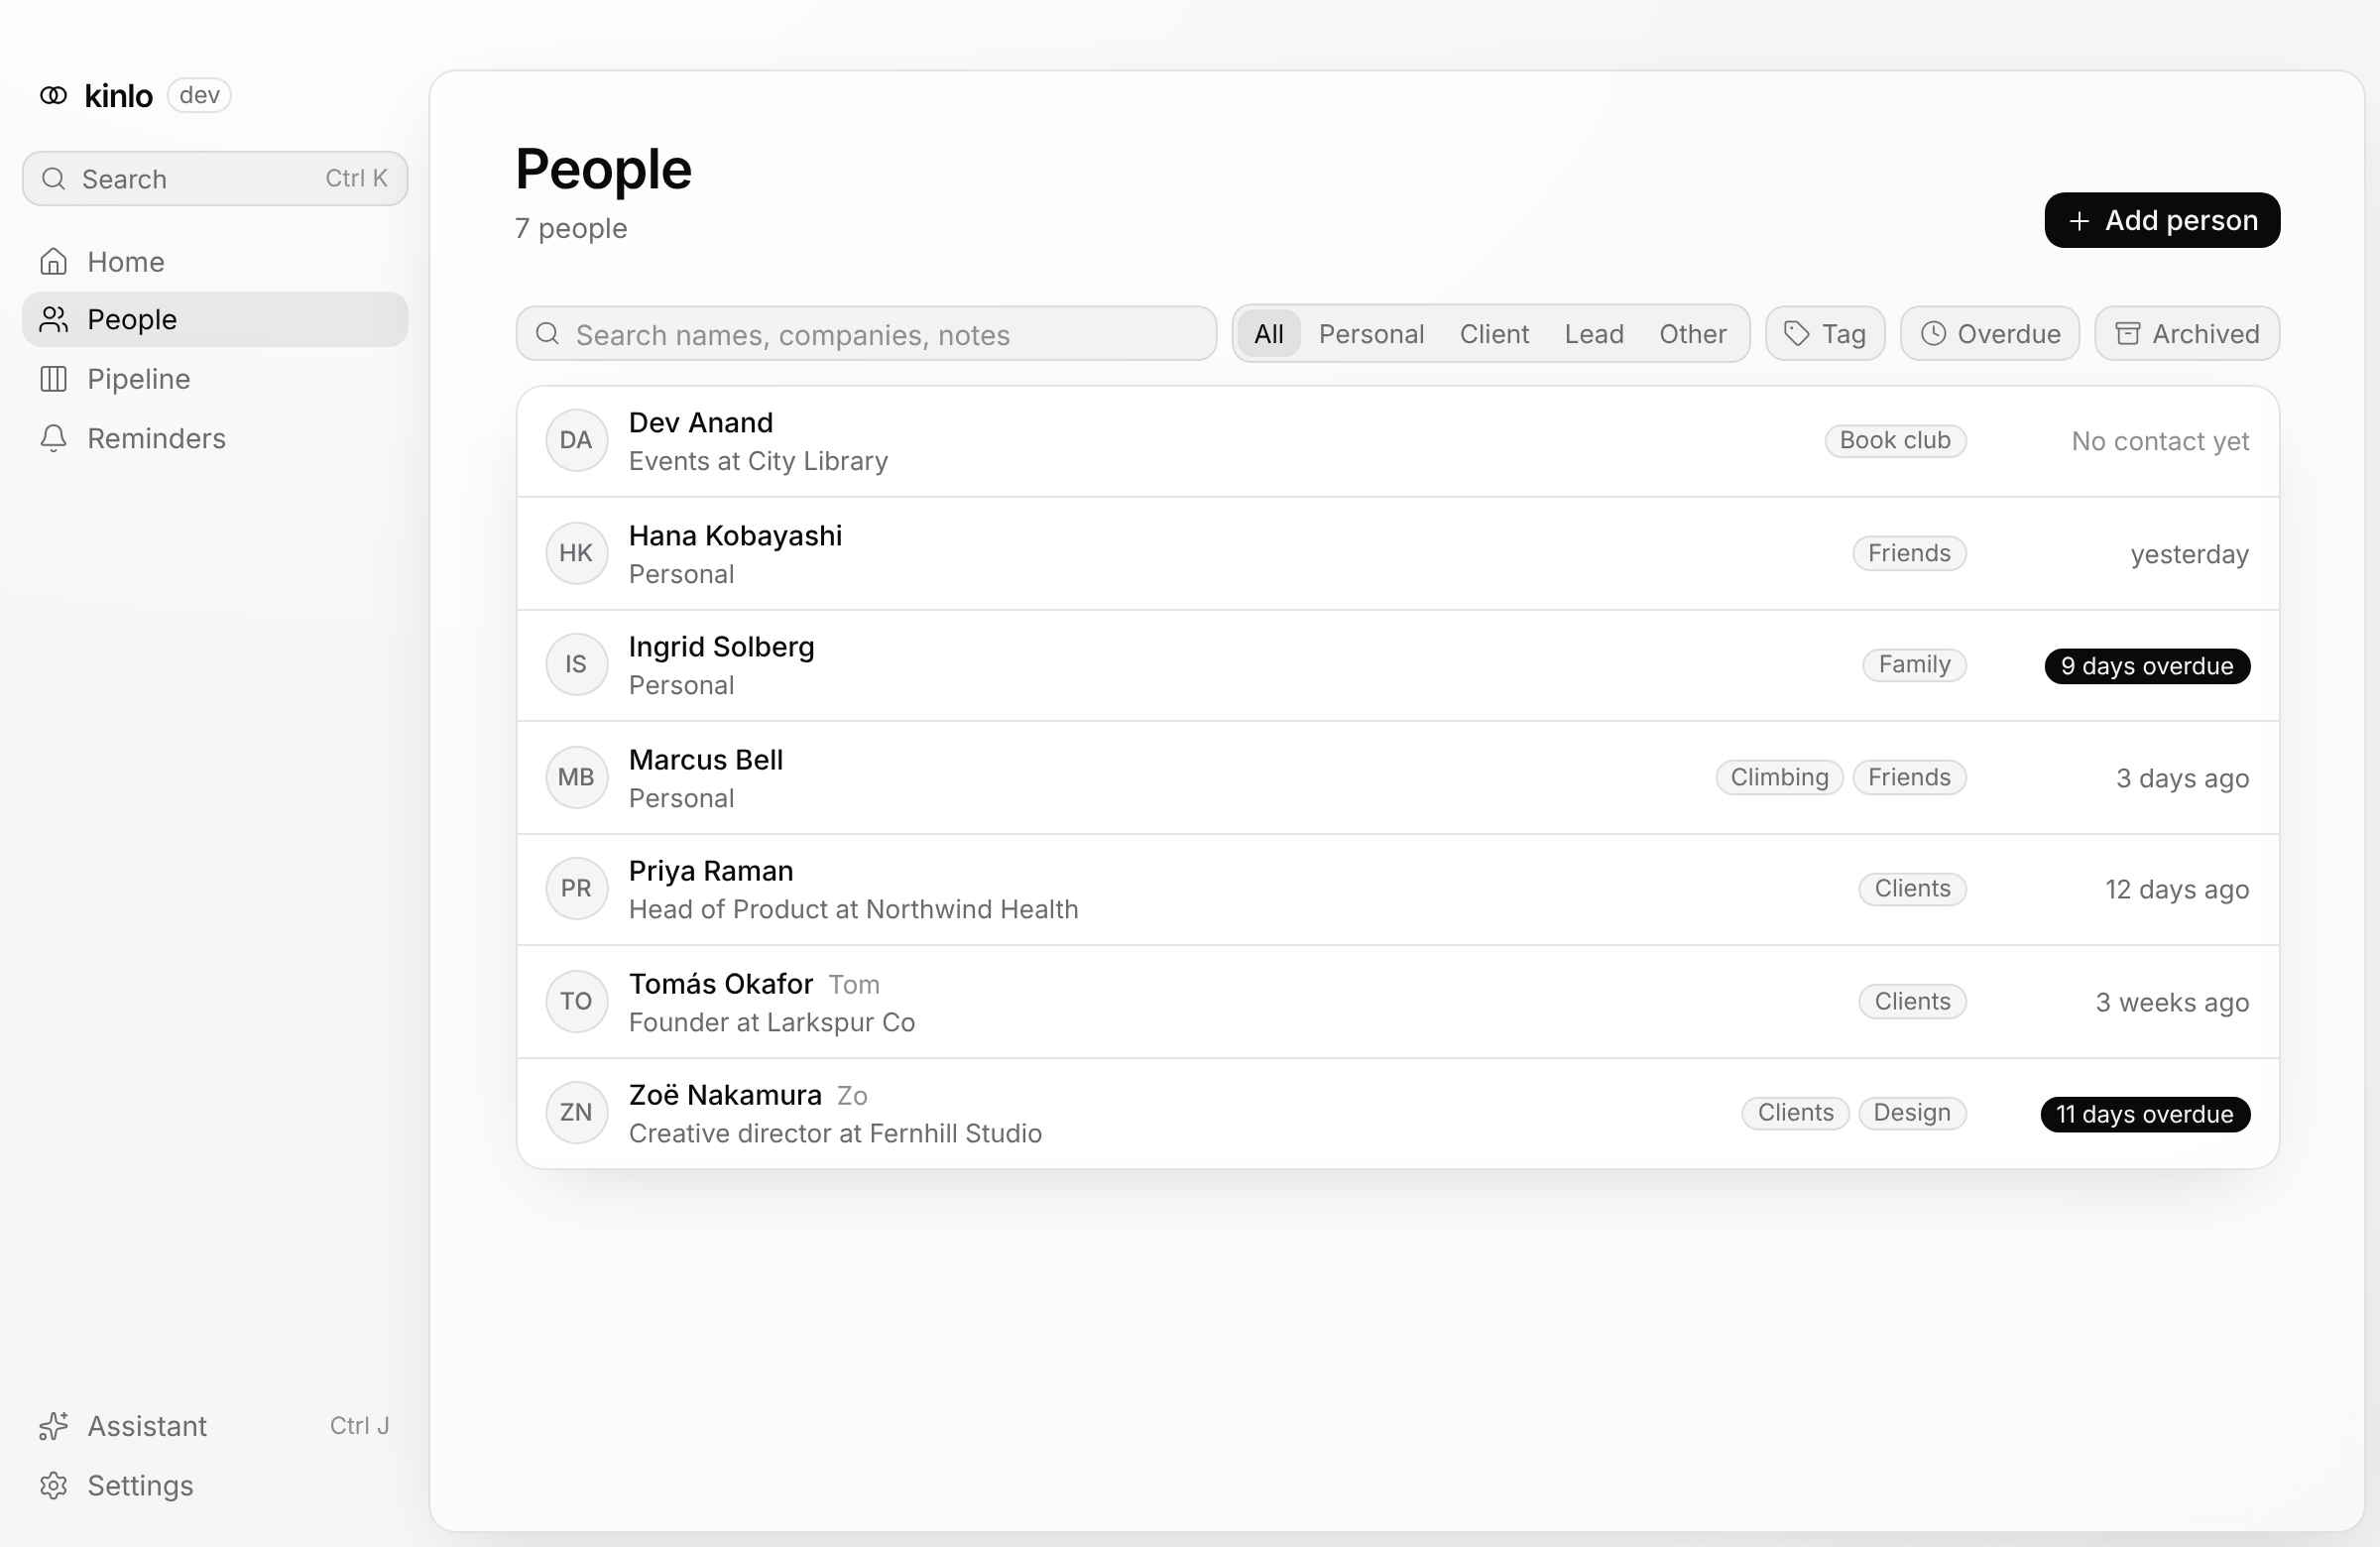 kinlo dev
Search Ctrl K
Home
People
Pipeline
Reminders
Assistant Ctrl J
Settings
People
7 people
Add person
Search names, companies, notes All Personal Client Lead Other Tag Overdue Archived
DA Dev Anand
Events at City Library
Book club No contact yet
HK Hana Kobayashi
Personal
Friends yesterday
IS Ingrid Solberg
Personal
Family 9 days overdue
MB Marcus Bell
Personal
Climbing Friends 3 days ago
PR Priya Raman
Head of Product at Northwind Health
Clients 12 days ago
TO Tomás Okafor Tom
Founder at Larkspur Co
Clients 3 weeks ago
ZN Zoë Nakamura Zo
Creative director at Fernhill Studio
Clients Design 11 days overdue